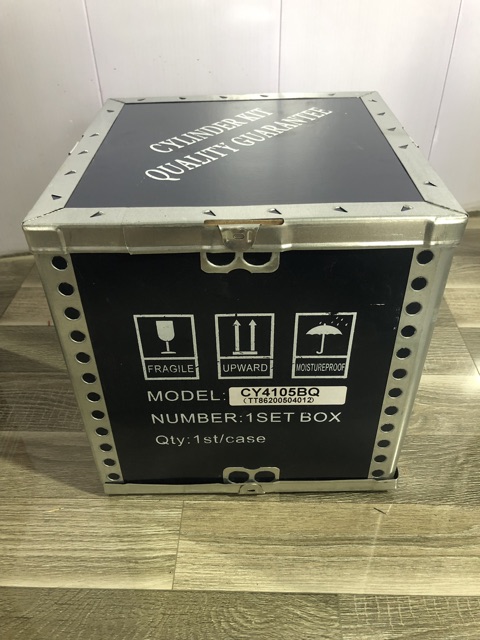 CYLINDER KIT
QUALITY GUARANTEE
FRAGILE
UPWARD
MOISTUREPROOF
MODEL: CY4105BQ
(TT86200504012)
NUMBER:1SET BOX
Qty:1st/case